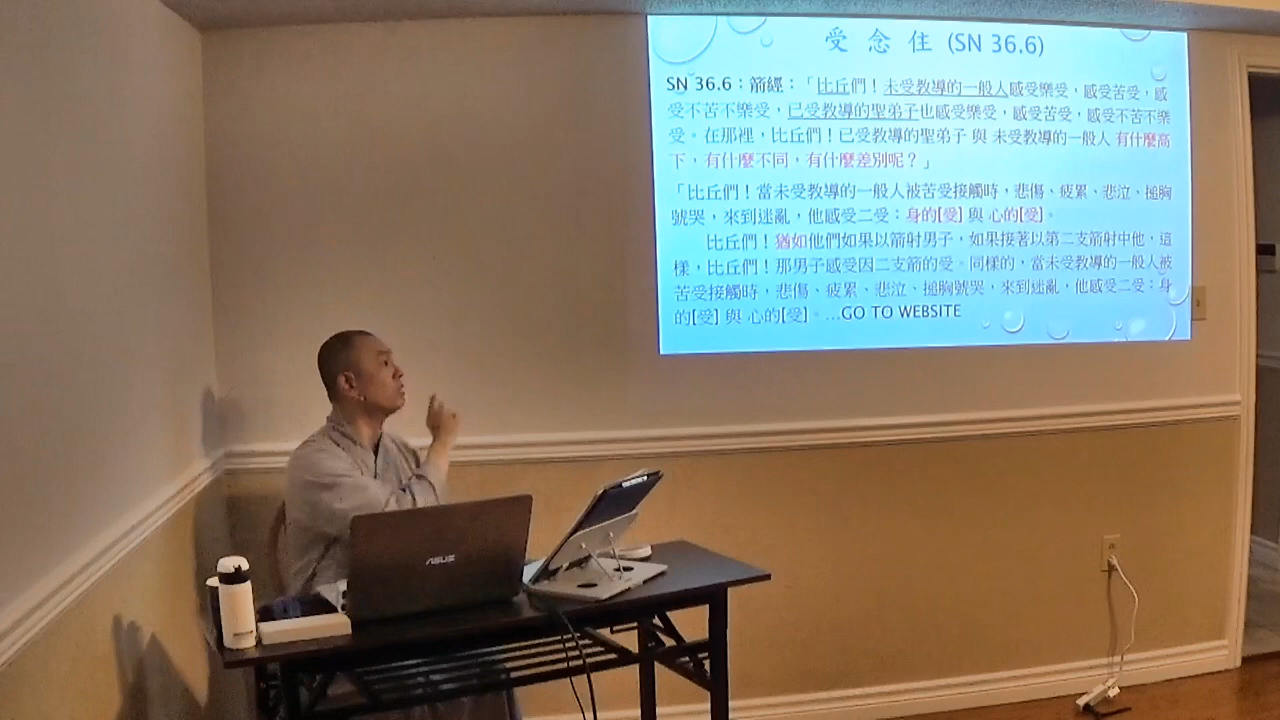 受 念 住 (SN 36.6)
SN 36.6：箭經：「比丘們！未受教導的一般人感受樂受，感受苦受，感
受不苦不樂受，已受教導的聖弟子也感受樂受，感受苦受，感受不苦不樂
受。在那裡，比丘們！已受教導的聖弟子 與 未受教導的一般人 有什麼高
下，有什麼不同，有什麼差別呢？」
「比丘們！當未受教導的一般人被苦受接觸時，悲傷、疲累、悲泣、搥胸
號哭，來到迷亂，他感受二受：身的[受] 與 心的[受]。
比丘們！猶如他們如果以箭射男子，如果接著以第二支箭射中他，這
樣，比丘們！那男子感受因二支箭的受。同樣的，當未受教導的一般人被
苦受接觸時，悲傷、疲累、悲泣、搥胸號哭，來到迷亂，他感受二受：身
的[受] 與 心的[受]。…GO TO WEBSITE
ASUS